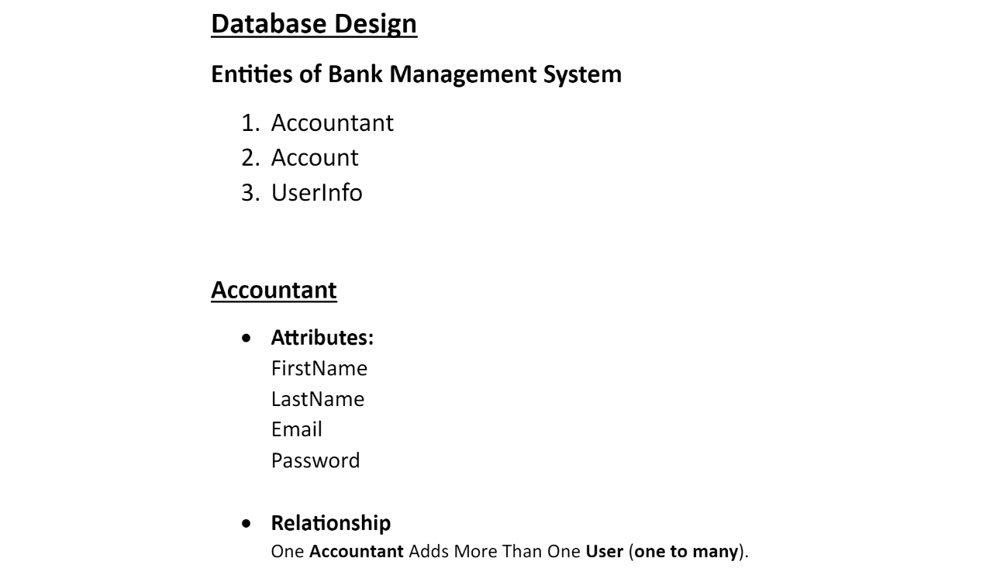 Database Design
Entities of Bank Management System
1. Accountant
2. Account
3. UserInfo
Accountant
• Attributes:
FirstName
LastName
Email
Password
• Relationship
One Accountant Adds More Than One User (one to many).